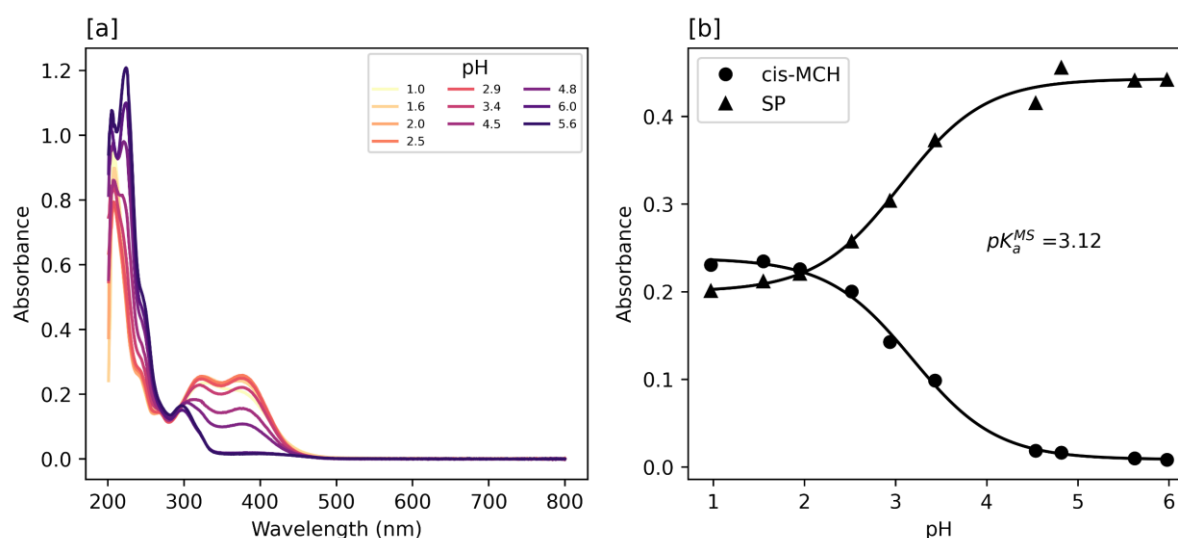 [a]
1.2
1.0
0.8
0.6
0.4
0.2
0.0
Absorbance
200 300 400 500 600 700 800
Wavelength (nm)
pH
1.0 2.9 4.8
1.6 3.4 6.0
2.0 4.5 5.6
2.5
[b]
0.4
0.3
0.2
0.1
0.0
Absorbance
1 2 3 4 5 6
pH
cis-MCH
SP
pK_a^{MS} =3.12